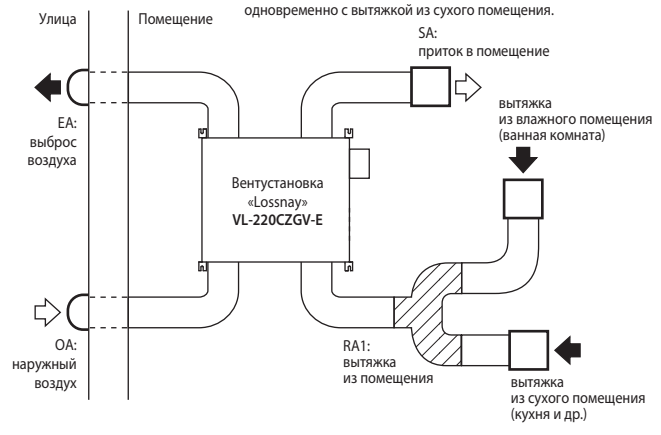 одновременно с вытяжкой из сухого помещения.
Улица
Помещение
SA:
приток в помещение
EA:
выброс
воздуха
вытяжка
из влажного помещения
(ванная комната)
Вентустановка
«Lossnay»
VL-220CZGV-E
OA:
наружный
воздух
RA1:
вытяжка
из помещения
вытяжка
из сухого помещения
(кухня и др.)